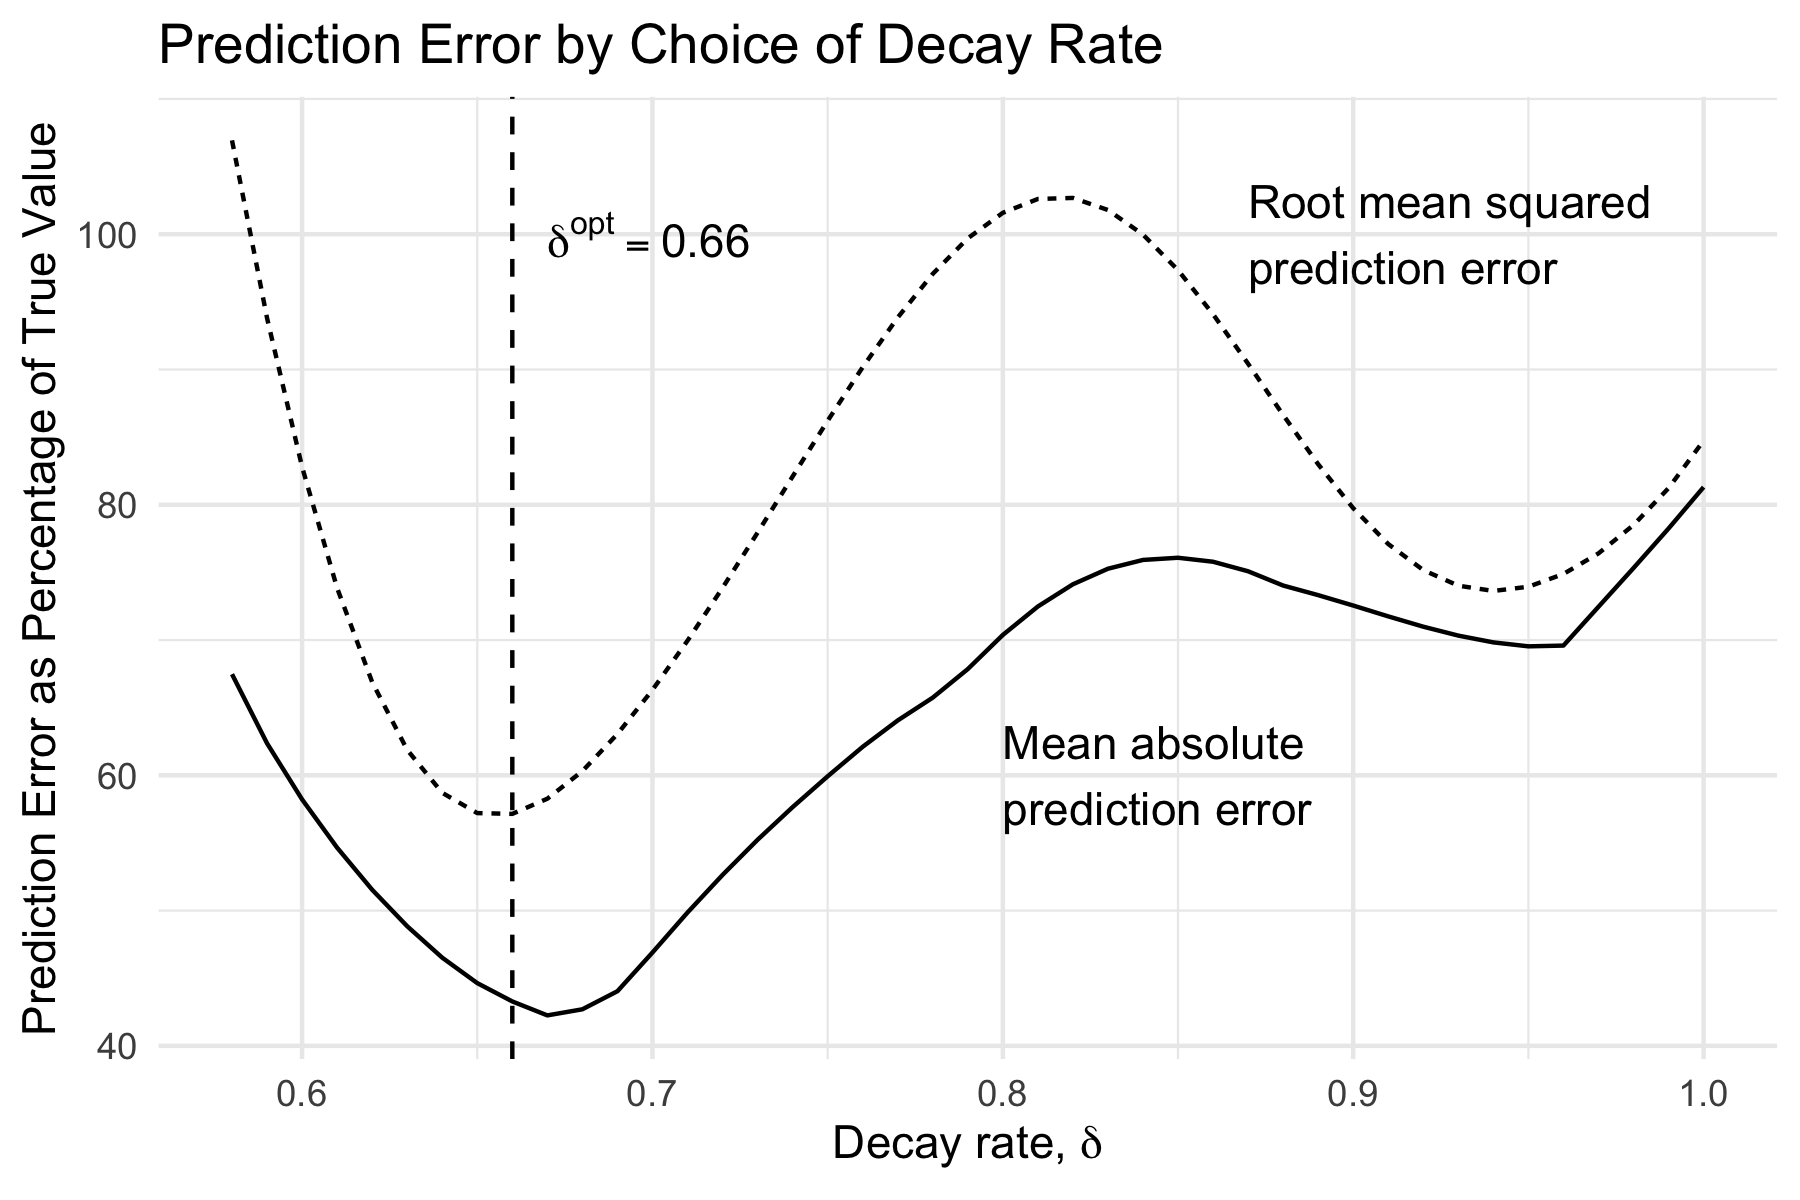 Prediction Error by Choice of Decay Rate
Prediction Error as Percentage of True Value
100
80
60
40
δ^opt = 0.66
Root mean squared
prediction error
Mean absolute
prediction error
0.6
0.7
0.8
0.9
1.0
Decay rate, δ